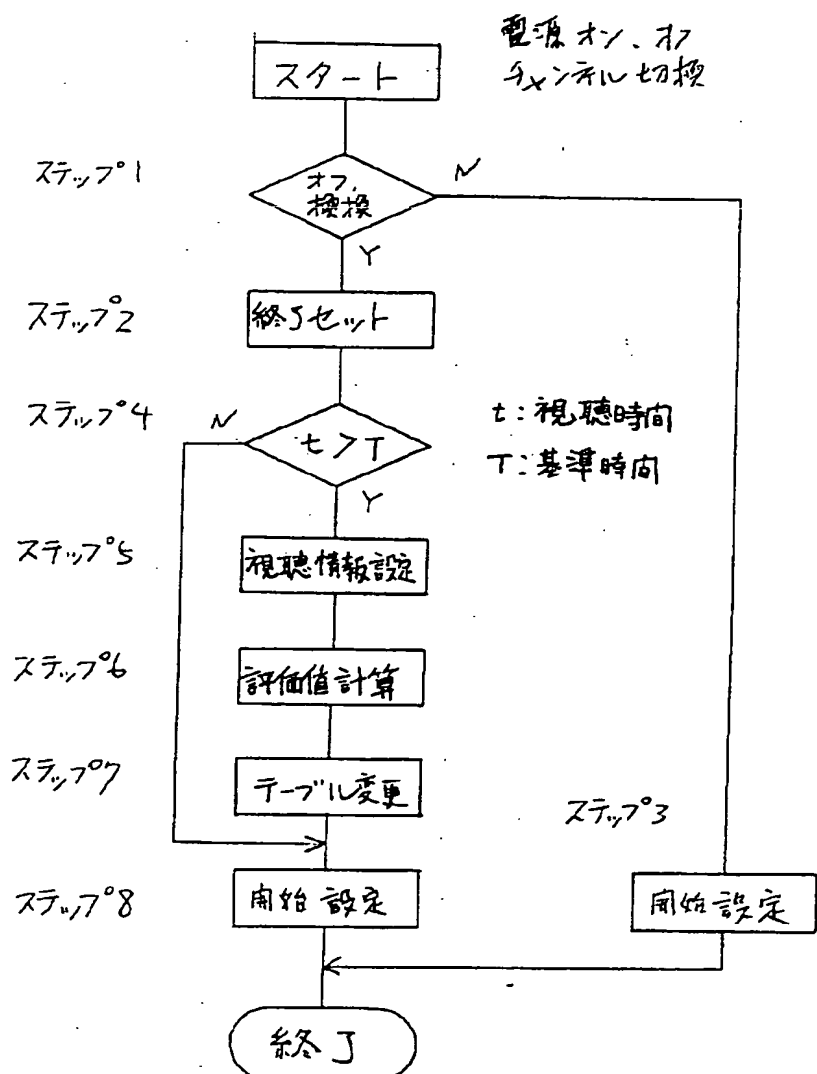 電源オン、オフ
チャンネル切換
スタート
ステップ1
オフ、
切換
N
Y
ステップ2
終了セット
ステップ4
N
t>T
Y
t:視聴時間
T:基準時間
ステップ5
視聴情報設定
ステップ6
評価値計算
ステップ7
テーブル変更
ステップ3
ステップ8
開始設定
開始設定
終了